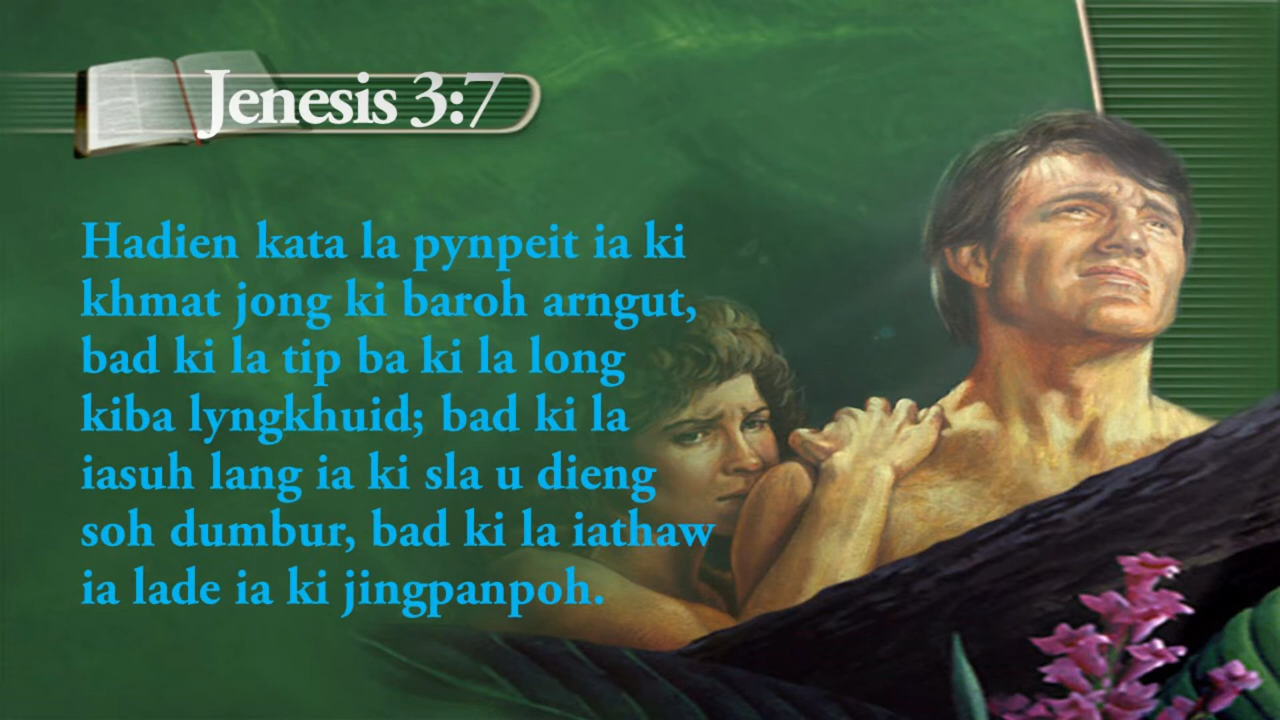 Jenesis 3:7
Hadien kata la pynpeit ia ki
khmat jong ki baroh arngut,
bad ki la tip ba ki la long
kiba lyngkhuid; bad ki la
iasuh lang ia ki sla u dieng
soh dumbur, bad ki la iathaw
ia lade ia ki jingpanpoh.